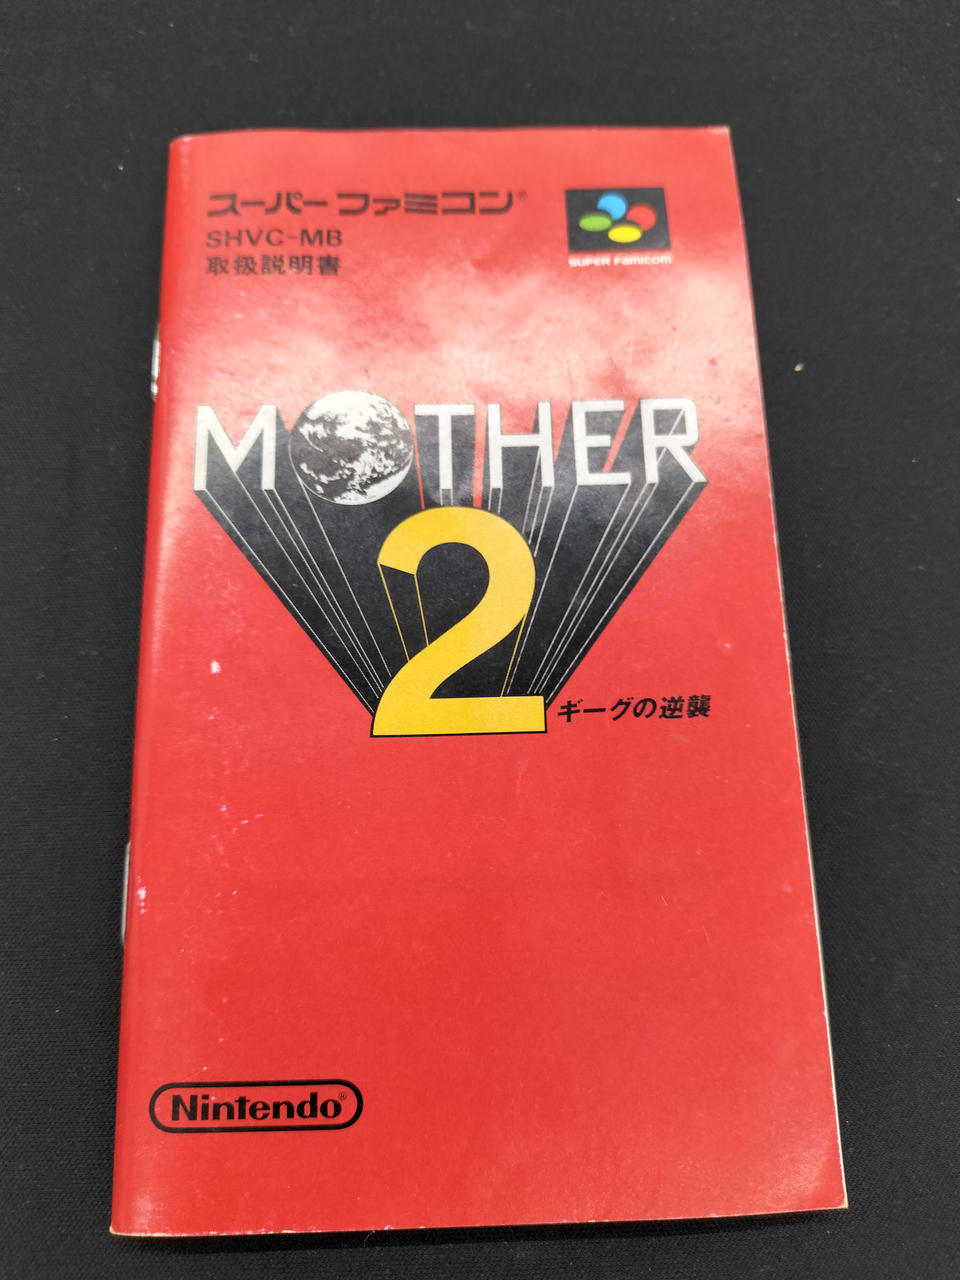 スーパーファミコン®
SUPER Famicom
SHVC-MB
取扱説明書
MOTHER
2
ギーグの逆襲
Nintendo®